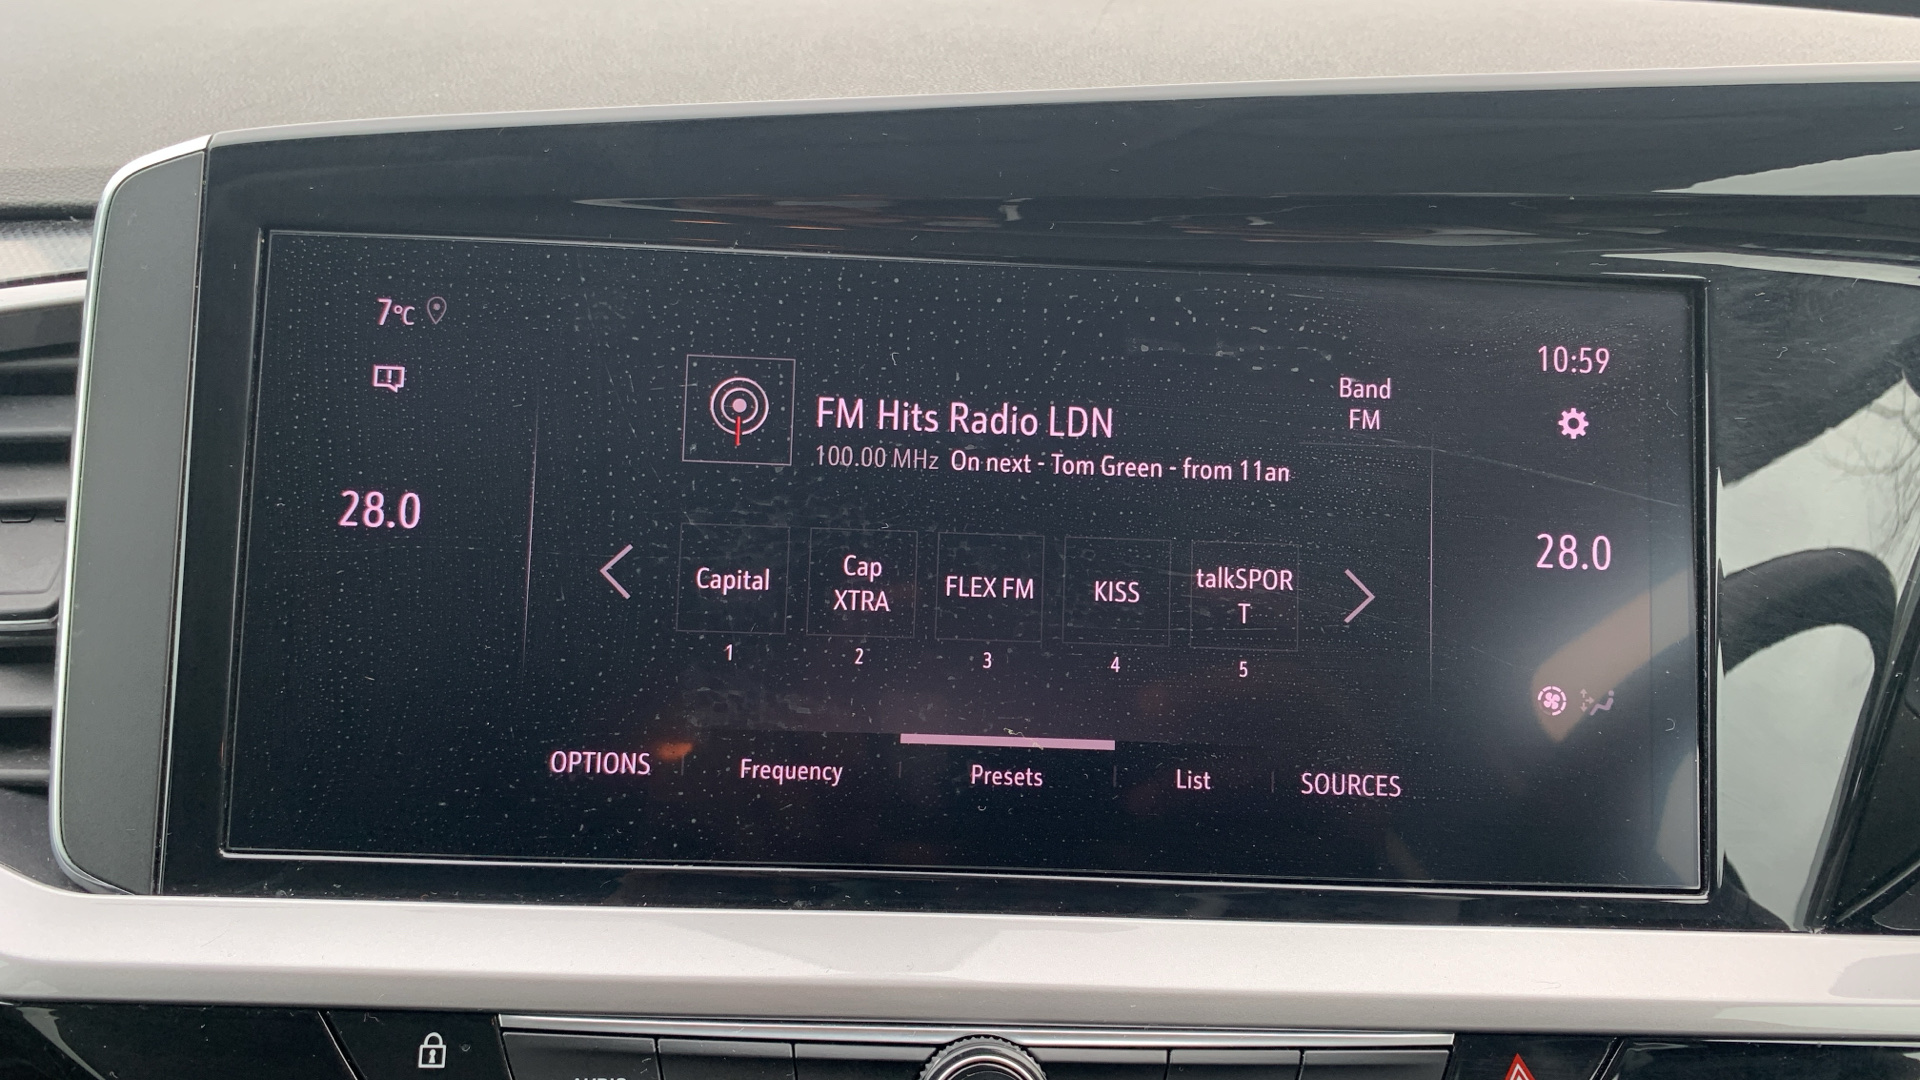 7°C
10:59
Band
FM
FM Hits Radio LDN
100.00 MHz On next - Tom Green - from 11an
28.0
28.0
Capital
Cap
XTRA
FLEX FM
KISS
talkSPOR
T
1
2
3
4
5
OPTIONS
Frequency
Presets
List
SOURCES
AUDIO